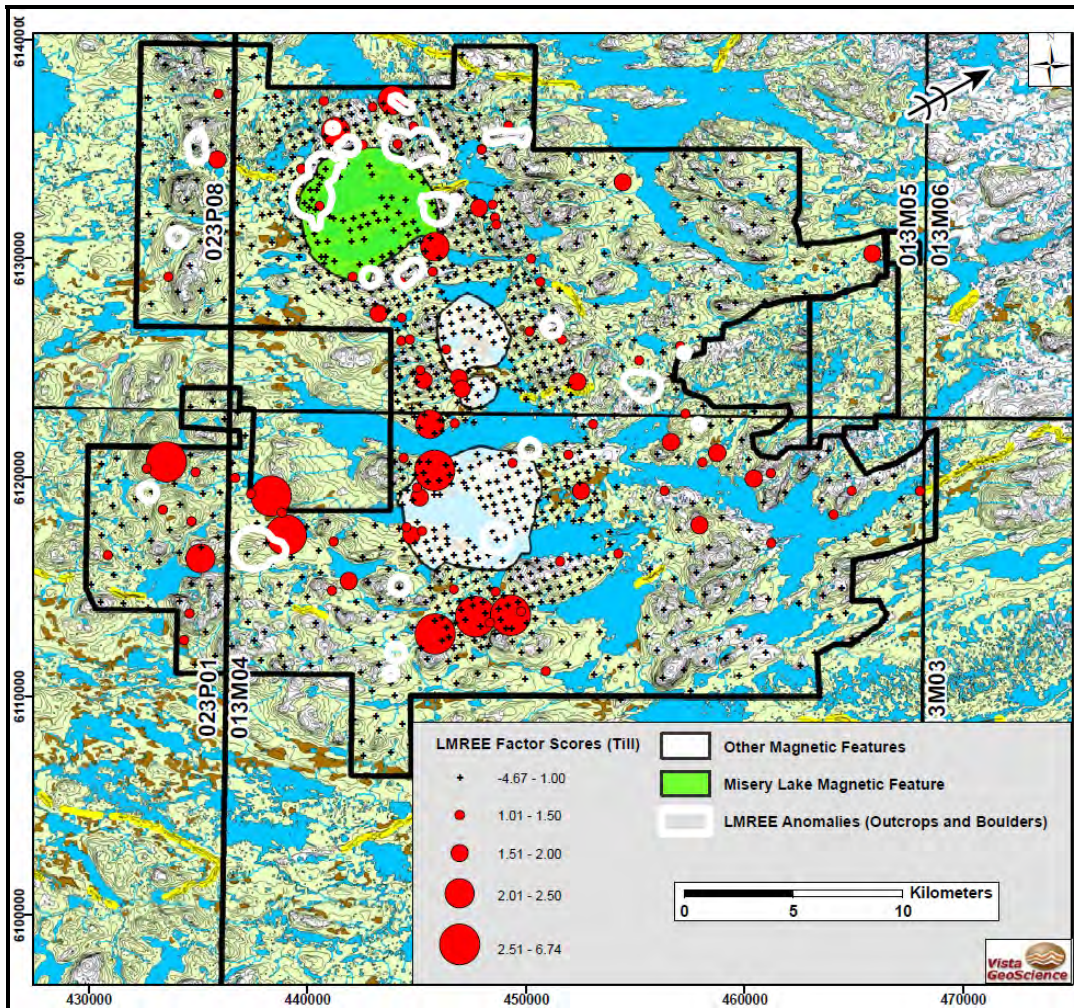 N
6140000
6130000
6120000
6110000
6100000
023P08
013M05
013M06
023P01
013M04
3M03
LMREE Factor Scores (Till)
-4.67 - 1.00
1.01 - 1.50
1.51 - 2.00
2.01 - 2.50
2.51 - 6.74
Other Magnetic Features
Misery Lake Magnetic Feature
LMREE Anomalies (Outcrops and Boulders)
Kilometers
0 5 10
Vista
GeoScience
430000 440000 450000 460000 470000